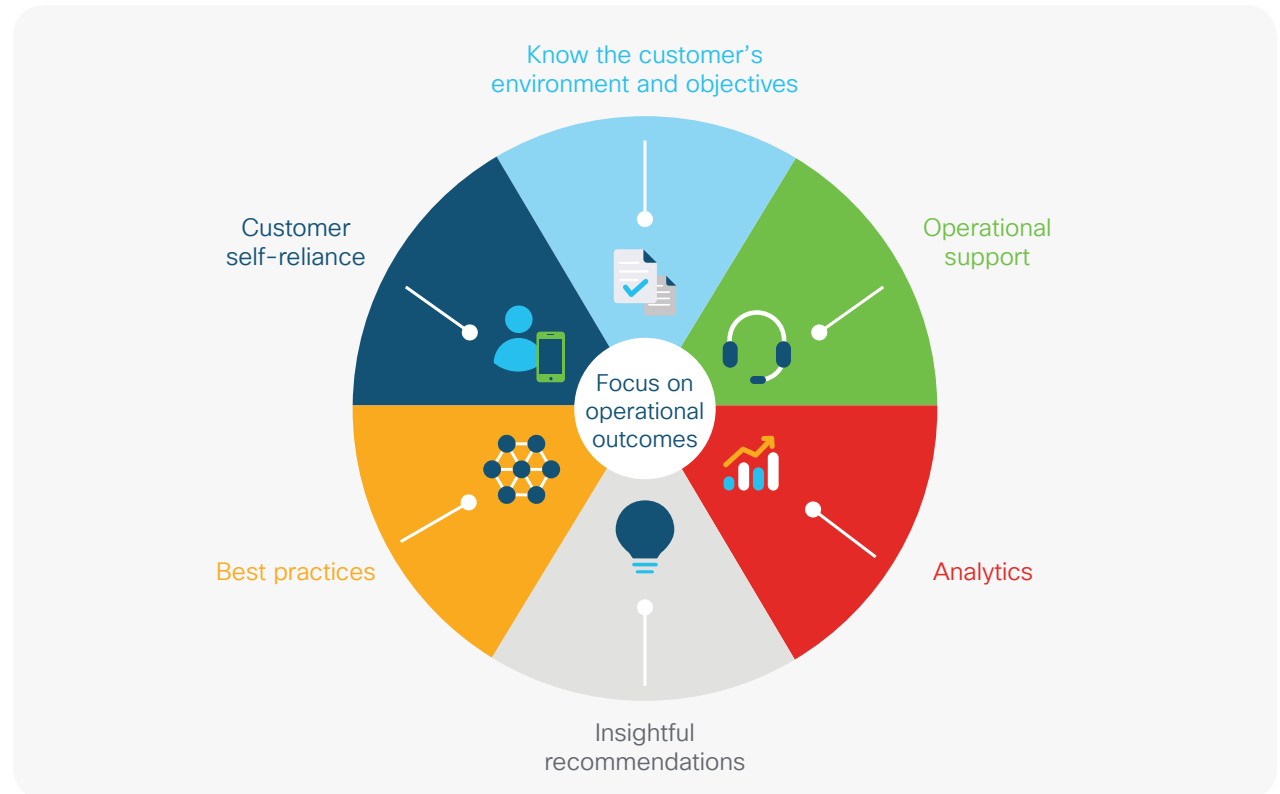 Know the customer’s
environment and objectives
Customer
self-reliance
Operational
support
Focus on
operational
outcomes
Best practices
Analytics
Insightful
recommendations